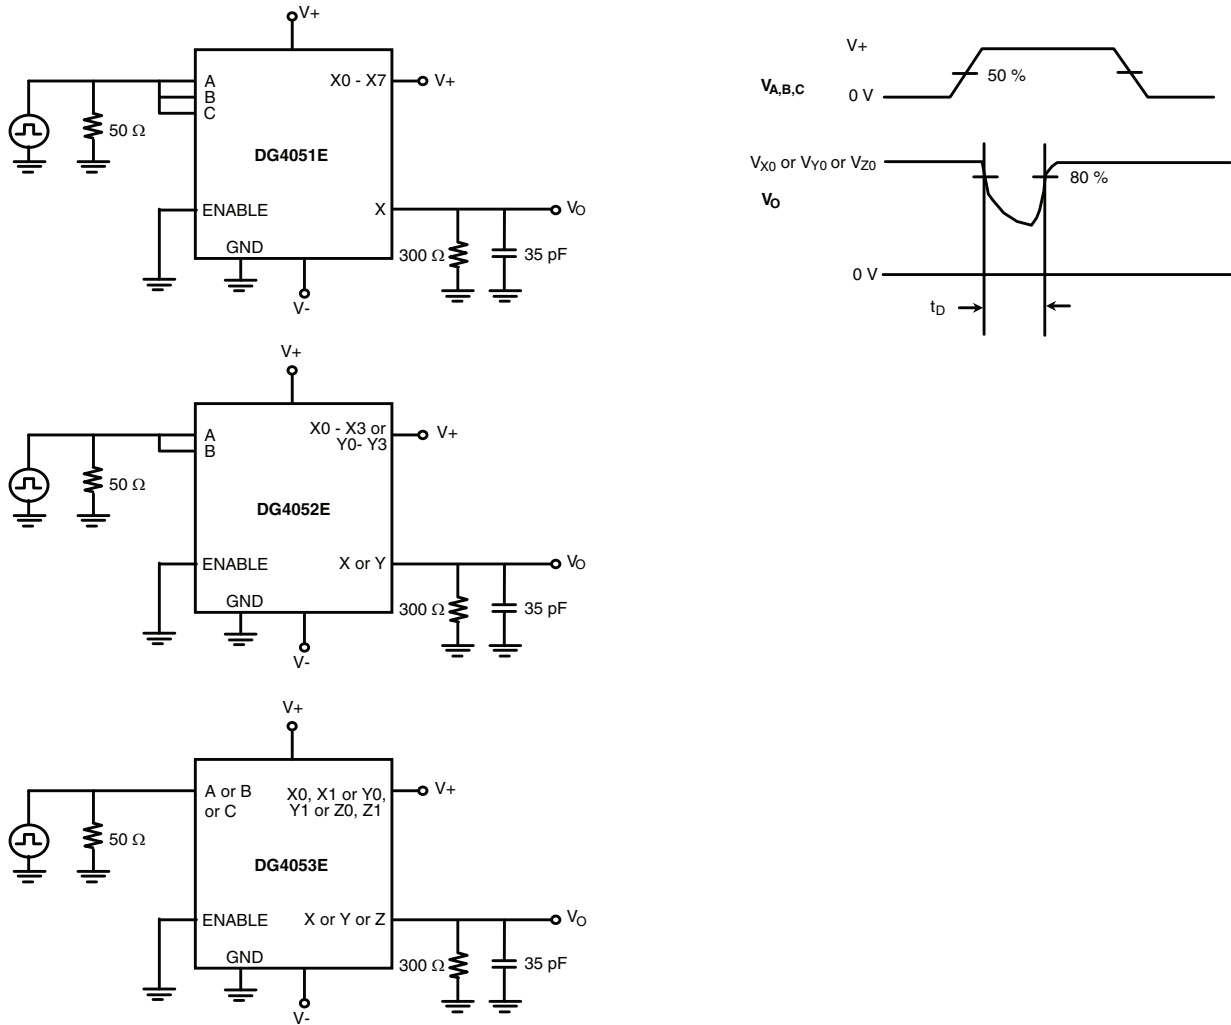 V+
A
B
C
X0 - X7
V+
50 Ω
DG4051E
ENABLE
X
VO
GND
300 Ω
35 pF
V-
V+
A
B
X0 - X3 or
Y0- Y3
V+
50 Ω
DG4052E
ENABLE
X or Y
VO
GND
300 Ω
35 pF
V-
V+
A or B
or C
X0, X1 or Y0,
Y1 or Z0, Z1
V+
50 Ω
DG4053E
ENABLE
X or Y or Z
VO
GND
300 Ω
35 pF
V-
V+
50 %
VA,B,C
0 V
VX0 or VY0 or VZ0
80 %
VO
0 V
tD